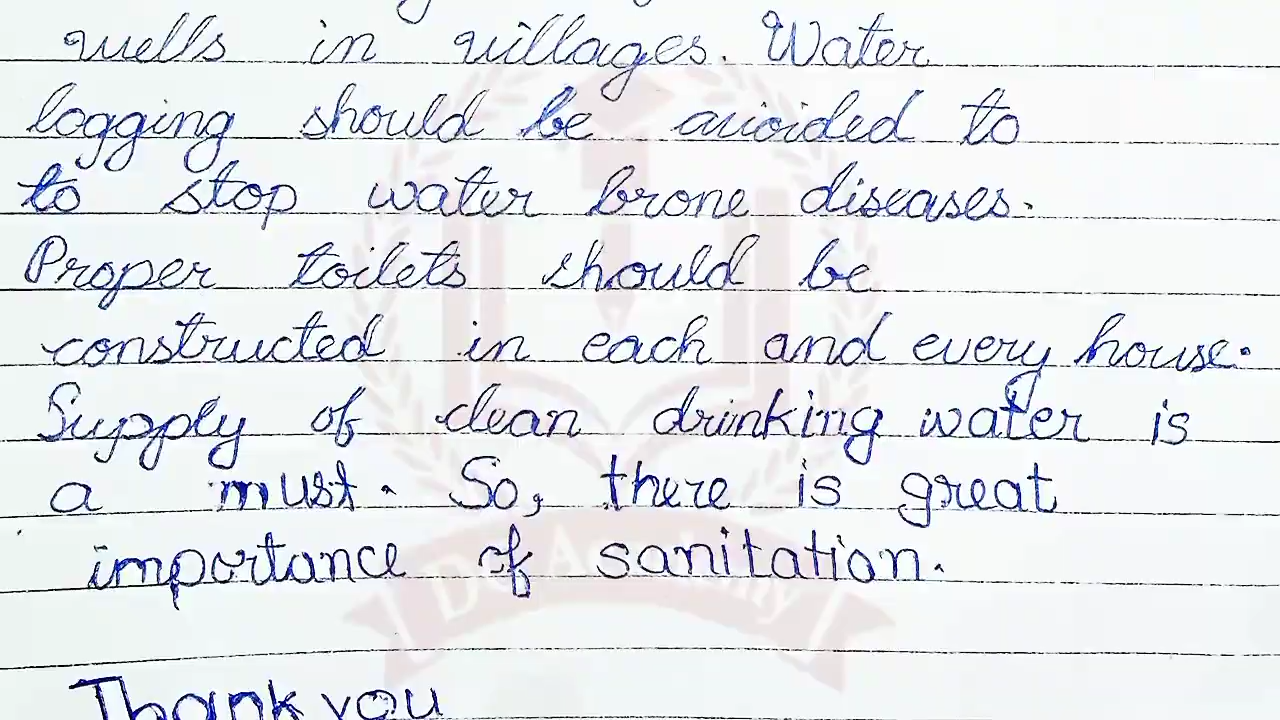 wells in villages. Water
logging should be avoided to
to stop water brone diseases.
Proper toilets should be
constructed in each and every house.
Supply of clean drinking water is
a must. So, there is great
importance of sanitation.
Thank you